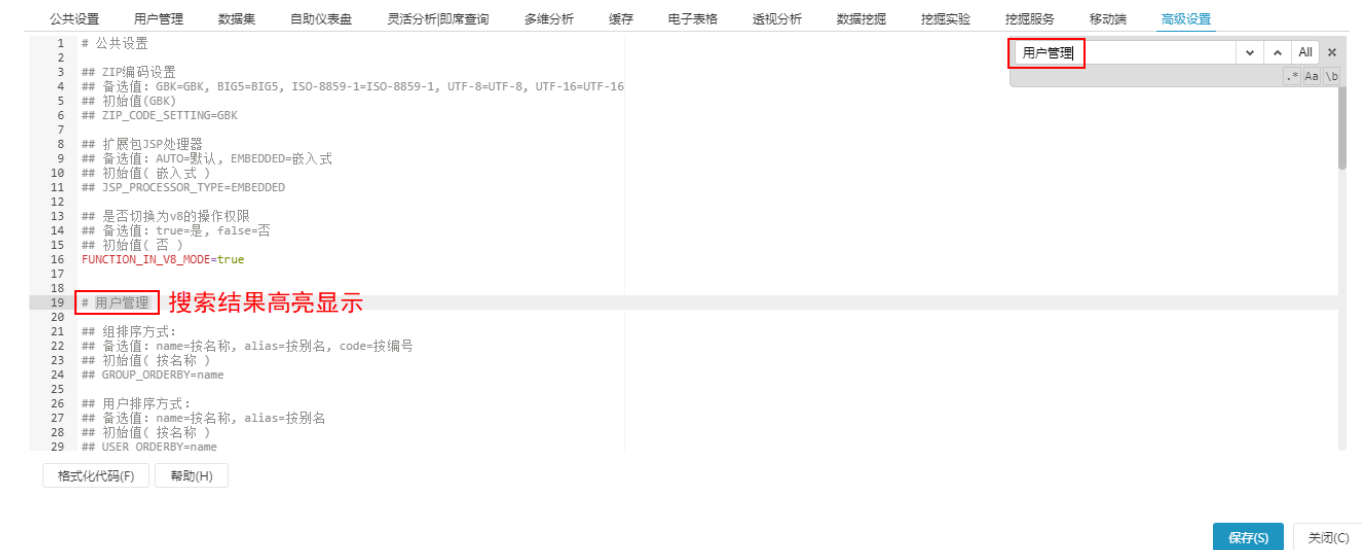 公共设置 用户管理 数据集 自助仪表盘 灵活分析|即席查询 多维分析 缓存 电子表格 透视分析 数据挖掘 挖掘实验 挖掘服务 移动端 高级设置
用户管理 All ×
.* Aa \b
1 # 公共设置
2
3 ## ZIP编码设置
4 ## 备选值: GBK=GBK, BIG5=BIG5, ISO-8859-1=ISO-8859-1, UTF-8=UTF-8, UTF-16=UTF-16
5 ## 初始值(GBK)
6 ## ZIP_CODE_SETTING=GBK
7
8 ## 扩展包JSP处理器
9 ## 备选值: AUTO=默认, EMBEDDED=嵌入式
10 ## 初始值( 嵌入式 )
11 ## JSP_PROCESSOR_TYPE=EMBEDDED
12
13 ## 是否切换为v8的操作权限
14 ## 备选值: true=是, false=否
15 ## 初始值( 否 )
16 FUNCTION_IN_V8_MODE=true
17
18
19 # 用户管理 搜索结果高亮显示
20
21 ## 组排序方式:
22 ## 备选值: name=按名称, alias=按别名, code=按编号
23 ## 初始值( 按名称 )
24 ## GROUP_ORDERBY=name
25
26 ## 用户排序方式:
27 ## 备选值: name=按名称, alias=按别名
28 ## 初始值( 按名称 )
29 ## USER_ORDERBY=name
格式化代码(F) 帮助(H)
保存(S) 关闭(C)